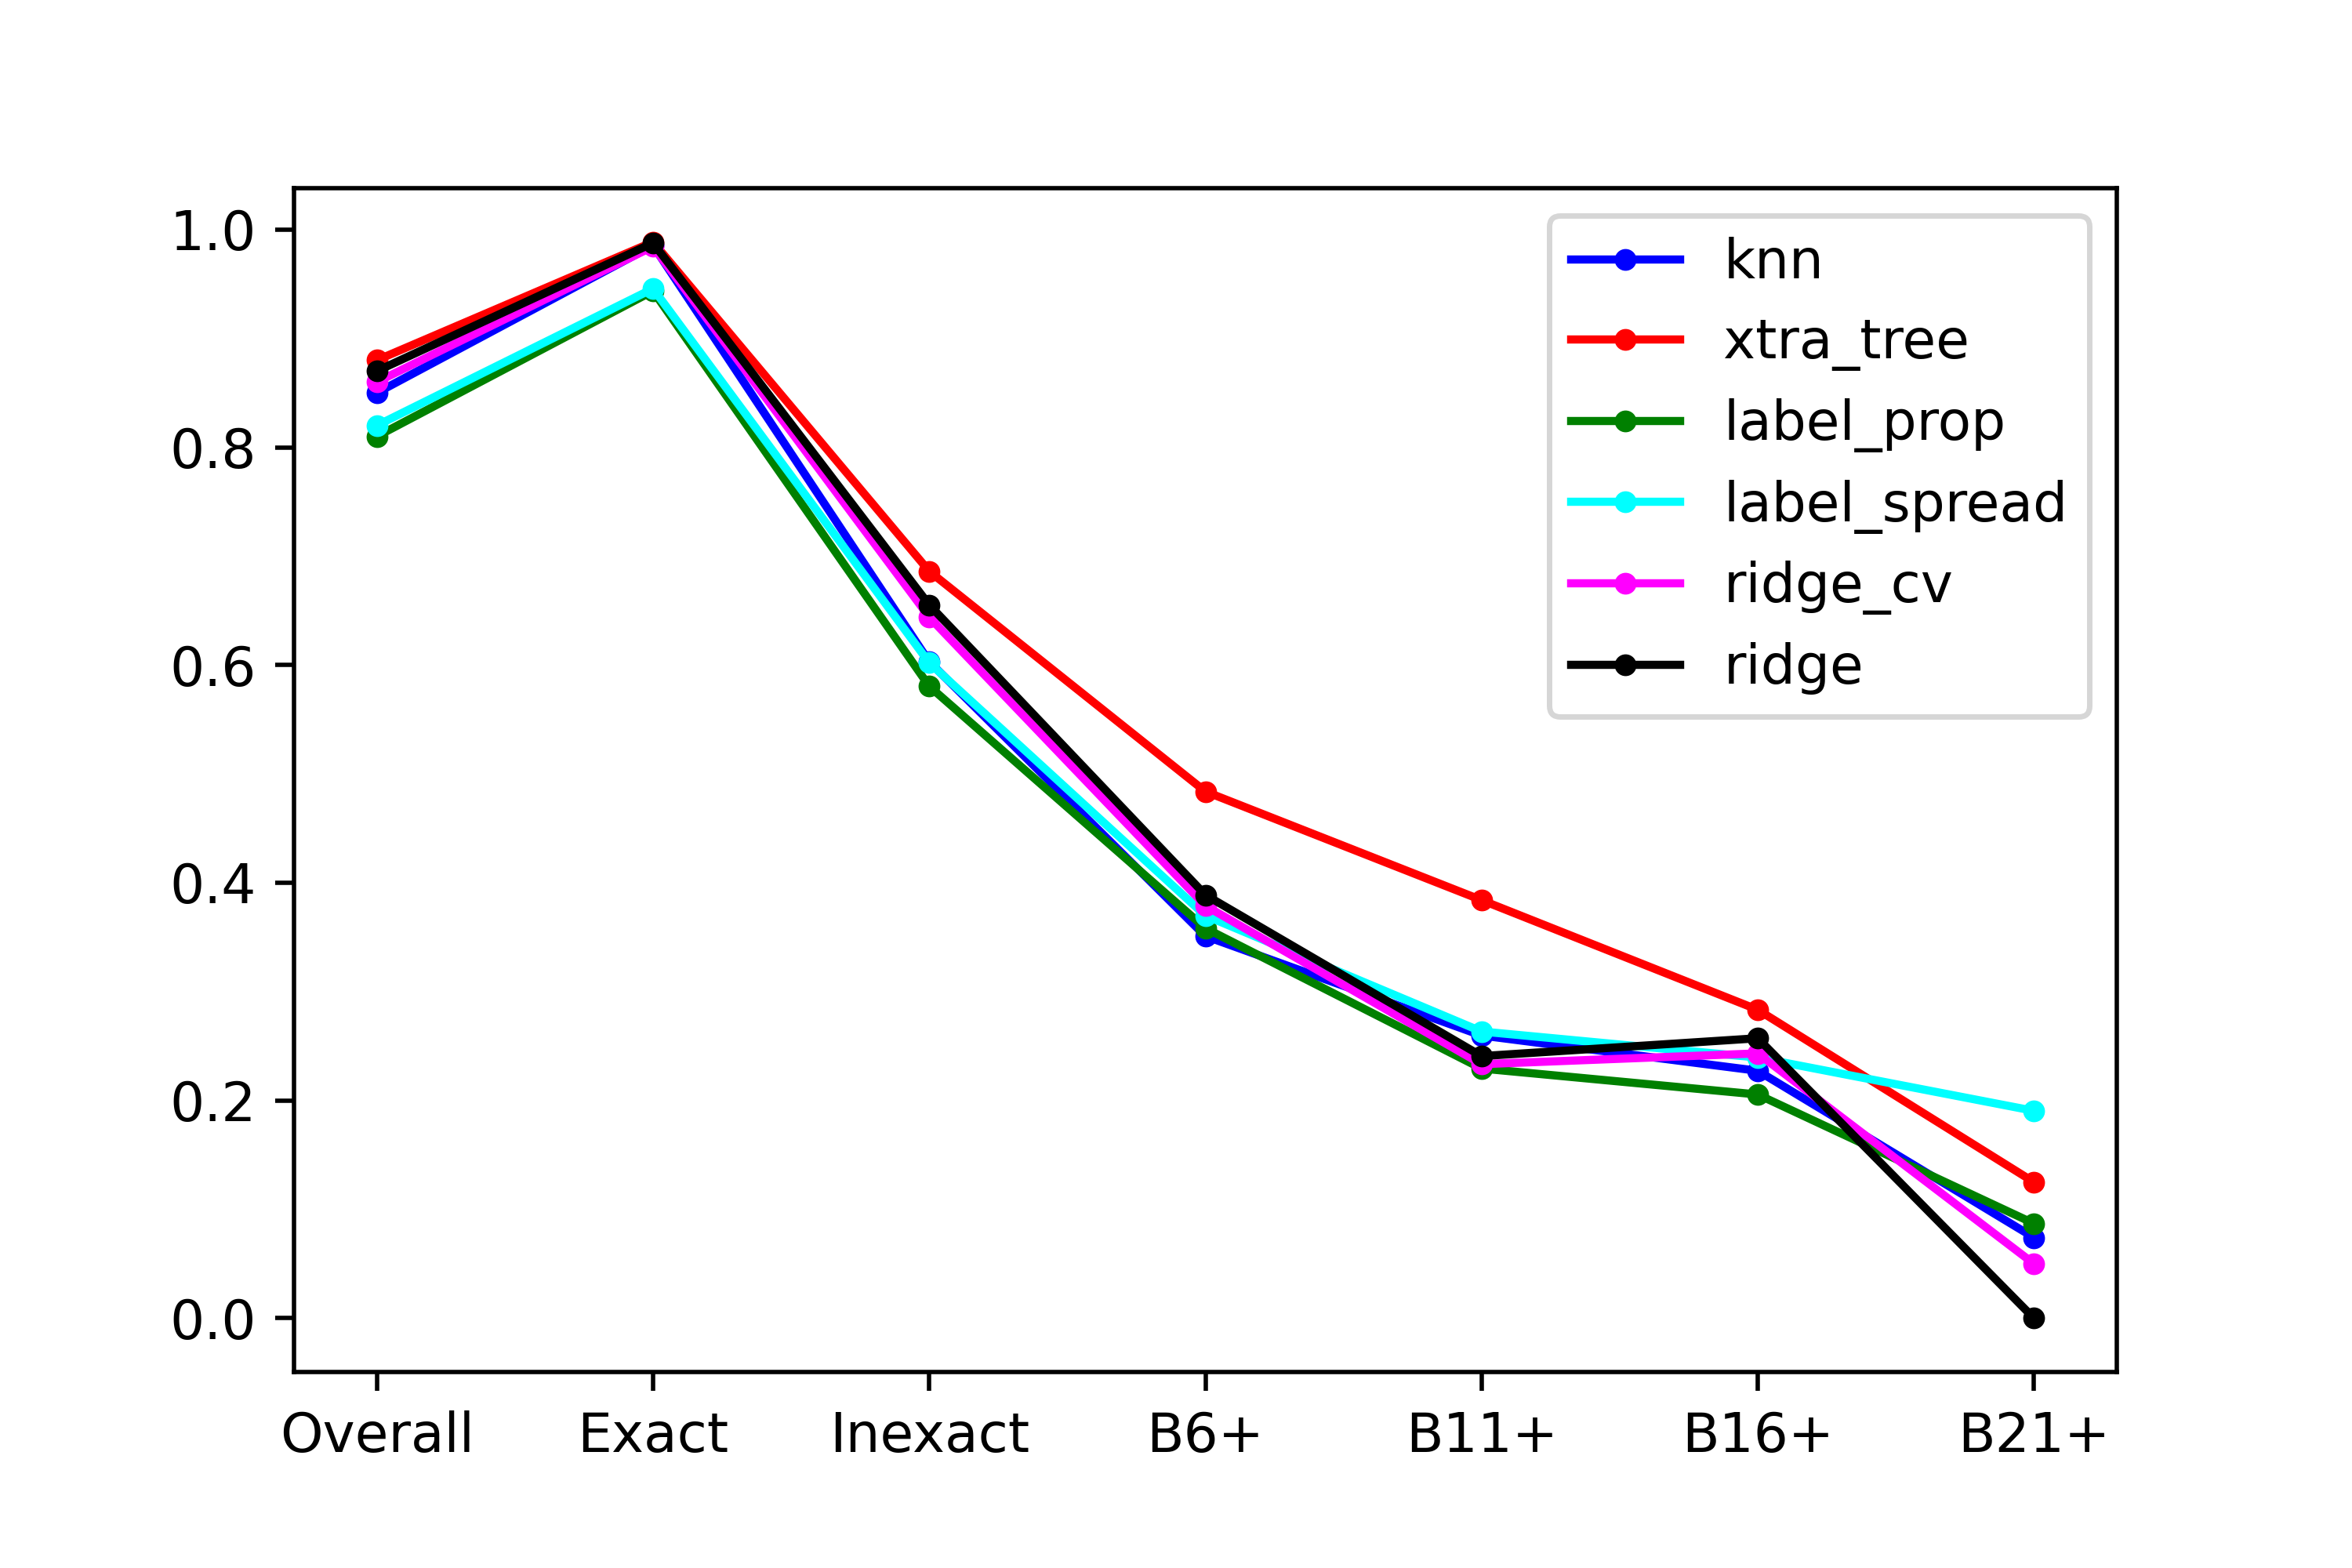 1.0
0.8
0.6
0.4
0.2
0.0
knn
xtra_tree
label_prop
label_spread
ridge_cv
ridge
Overall Exact Inexact B6+ B11+ B16+ B21+